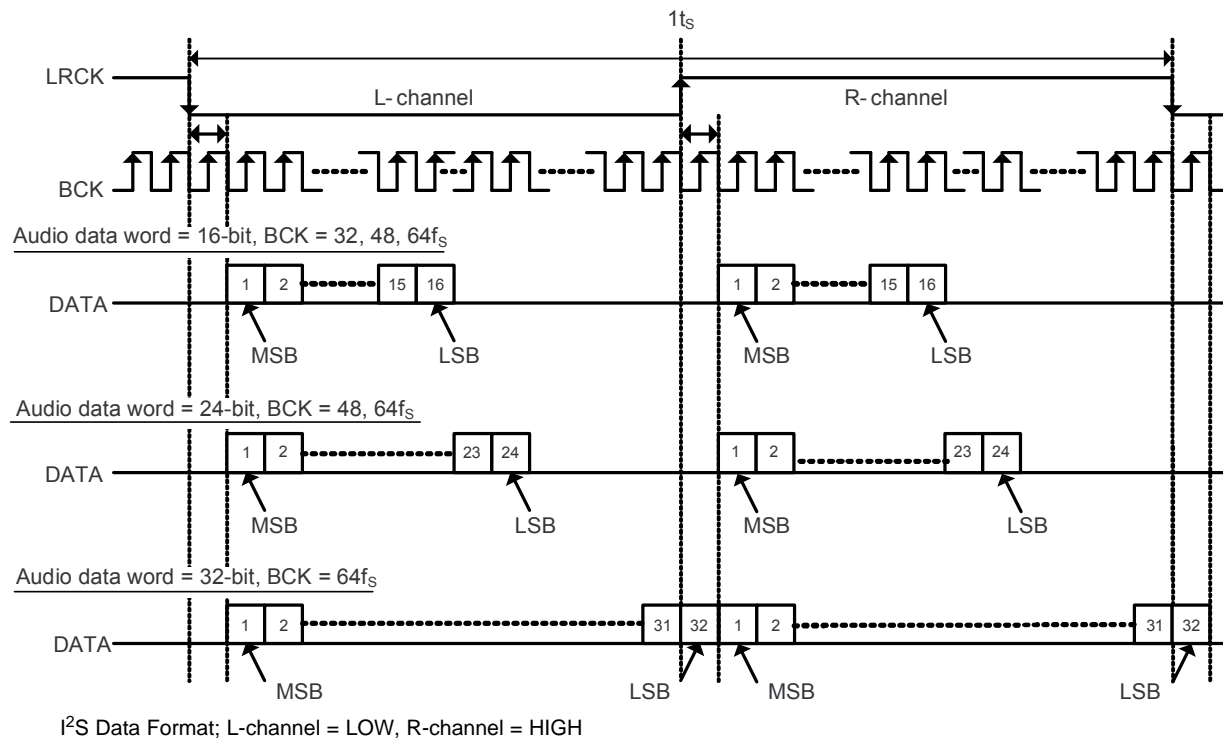 1tS
LRCK
L- channel
R- channel
BCK
Audio data word = 16-bit, BCK = 32, 48, 64fS
DATA
1 2 15 16 1 2 15 16
MSB LSB MSB LSB
Audio data word = 24-bit, BCK = 48, 64fS
DATA
1 2 23 24 1 2 23 24
MSB LSB MSB LSB
Audio data word = 32-bit, BCK = 64fS
DATA
1 2 31 32 1 2 31 32
MSB LSB MSB LSB
I²S Data Format; L-channel = LOW, R-channel = HIGH